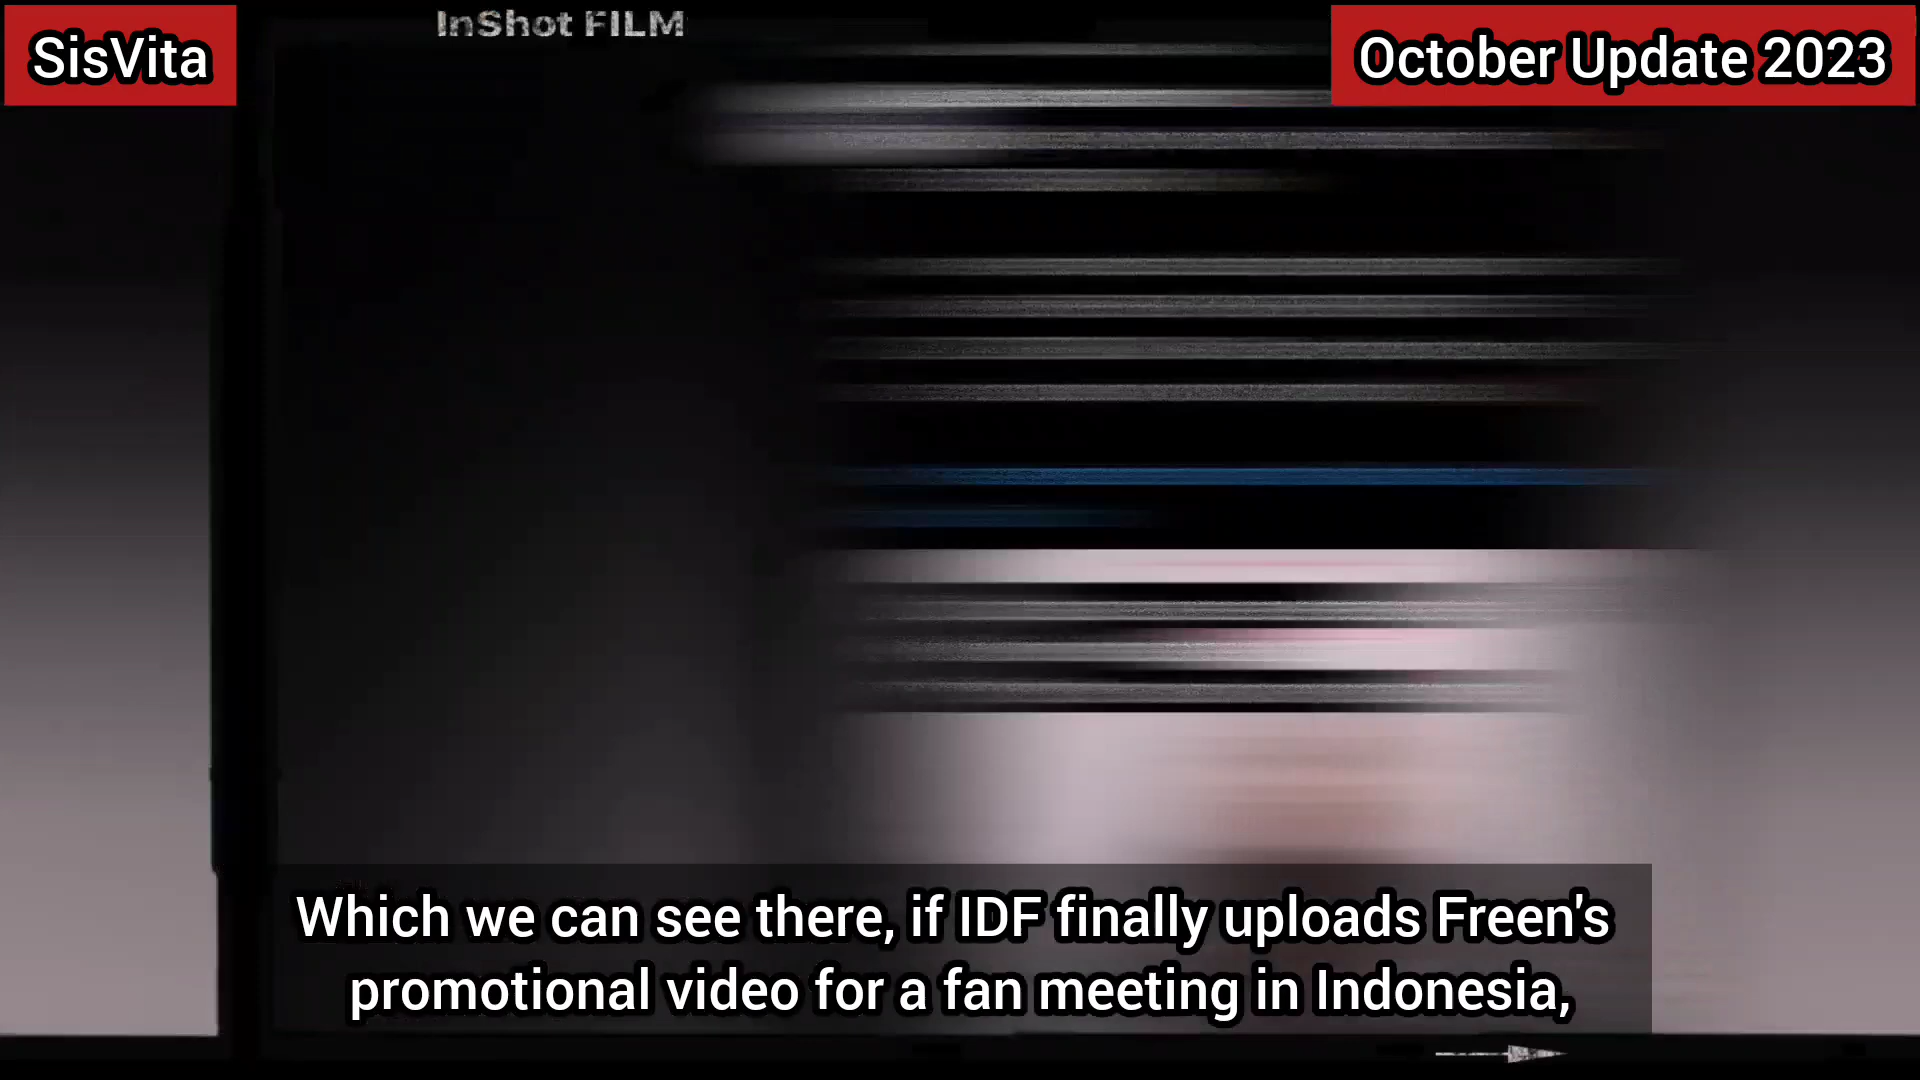 SisVita
InShot FILM
October Update 2023
Which we can see there, if IDF finally uploads Freen's
promotional video for a fan meeting in Indonesia,